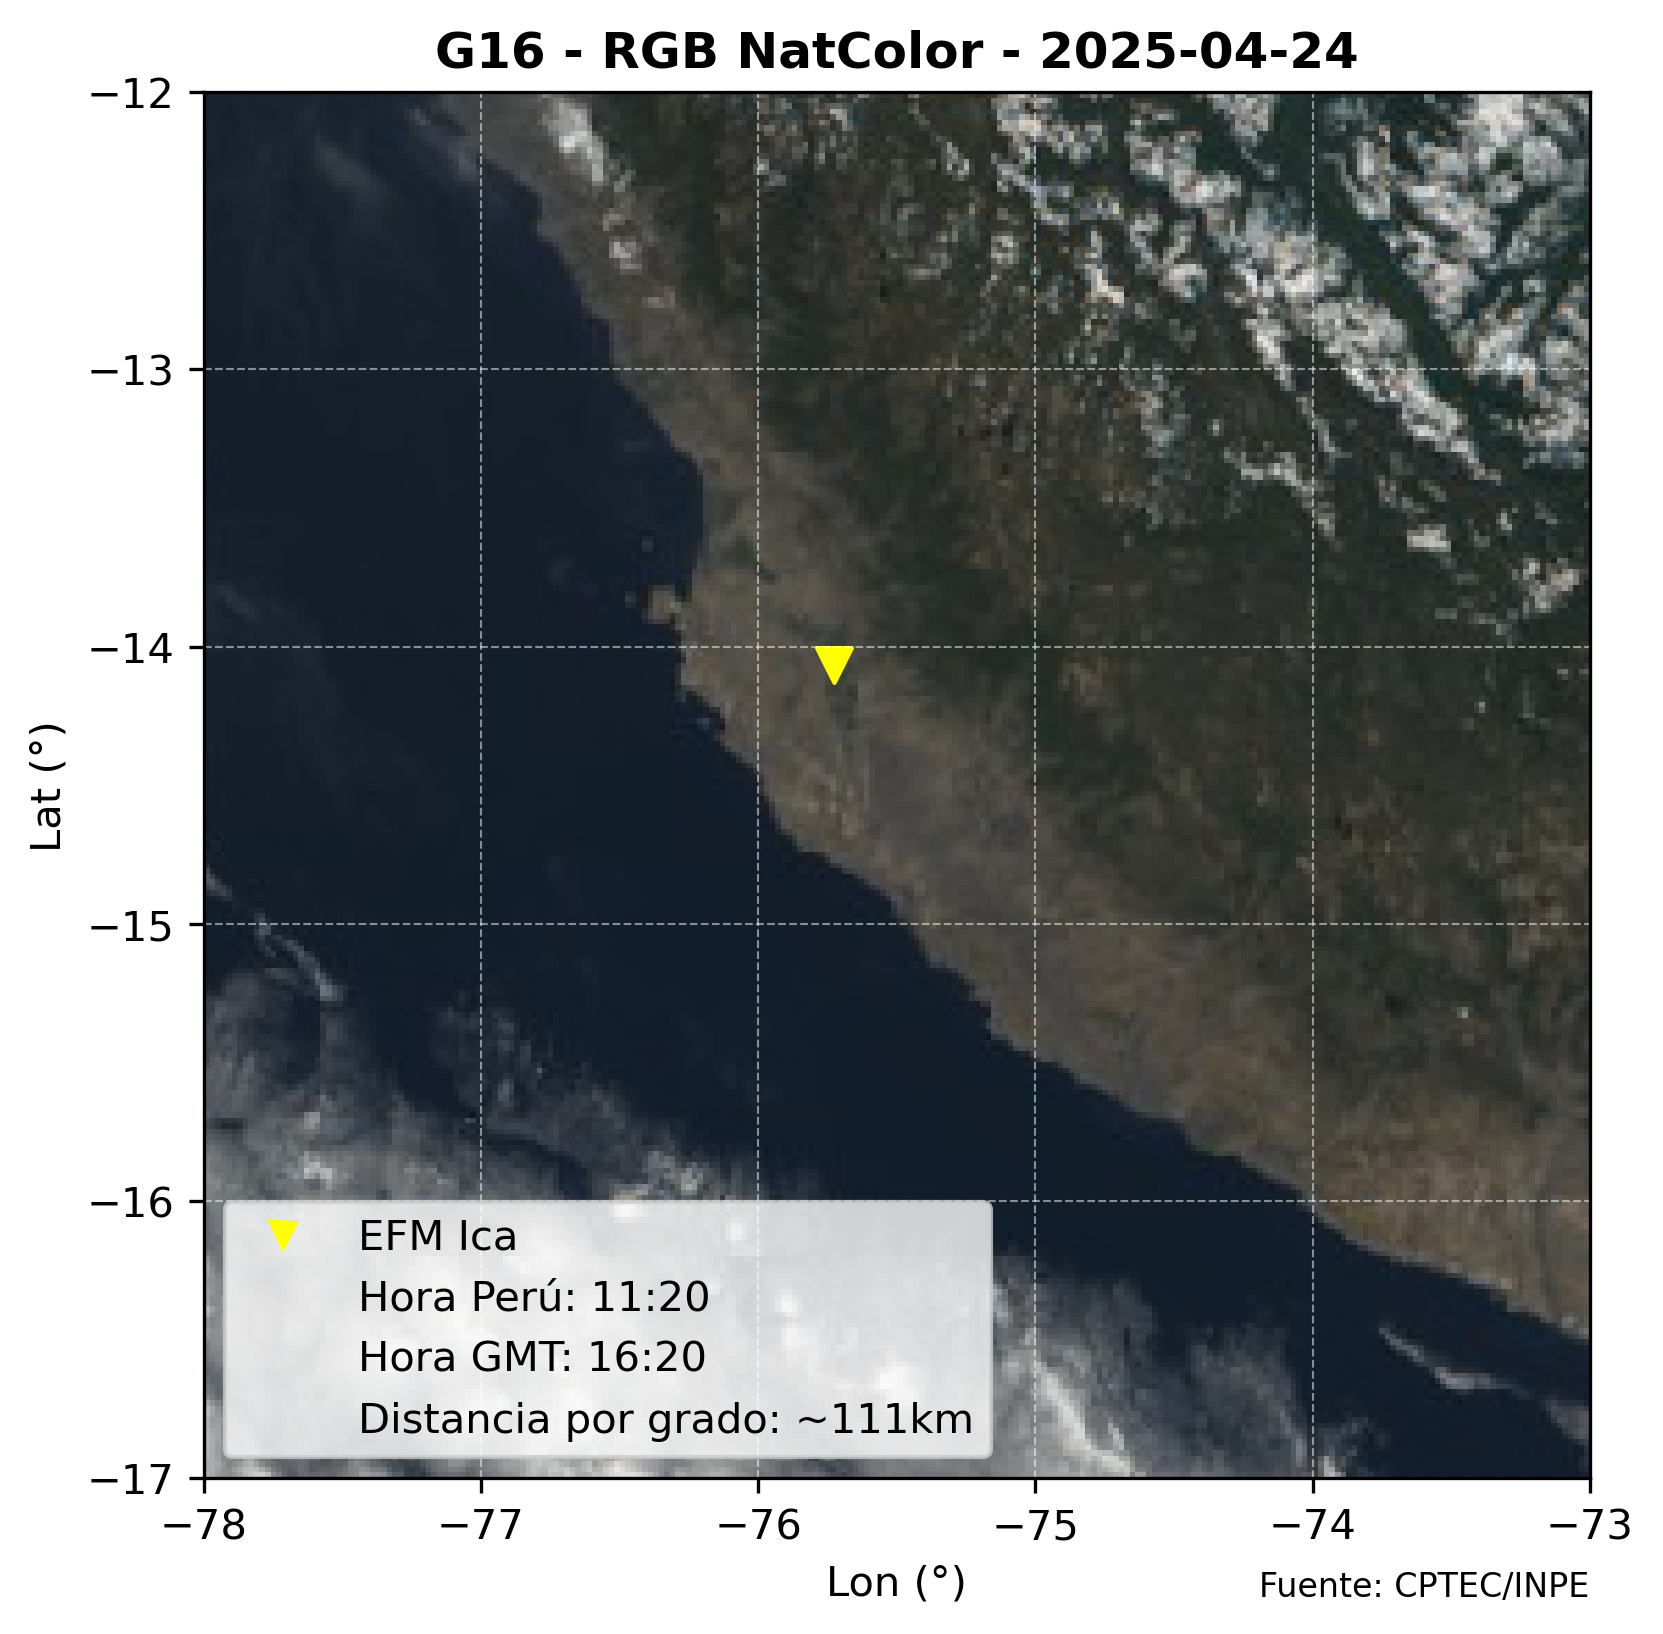 G16 - RGB NatColor - 2025-04-24
−12
−13
−14
−15
−16
−17
Lat (°)
EFM Ica
Hora Perú: 11:20
Hora GMT: 16:20
Distancia por grado: ~111km
−78
−77
−76
−75
−74
−73
Lon (°)
Fuente: CPTEC/INPE